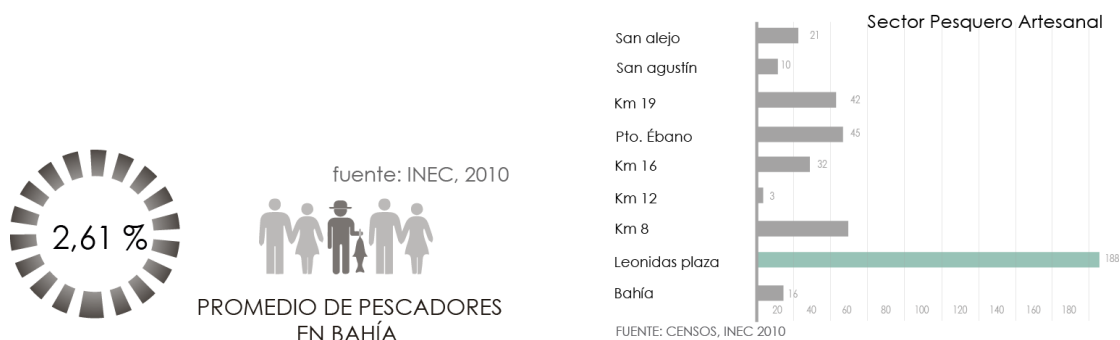 2,61 %
fuente: INEC, 2010
PROMEDIO DE PESCADORES
EN BAHÍA
Sector Pesquero Artesanal
San alejo 21
San agustín 10
Km 19 42
Pto. Ébano 45
Km 16 32
Km 12 3
Km 8
Leonidas plaza 188
Bahía 16
20 40 60 80 100 120 140 160 180
FUENTE: CENSOS, INEC 2010